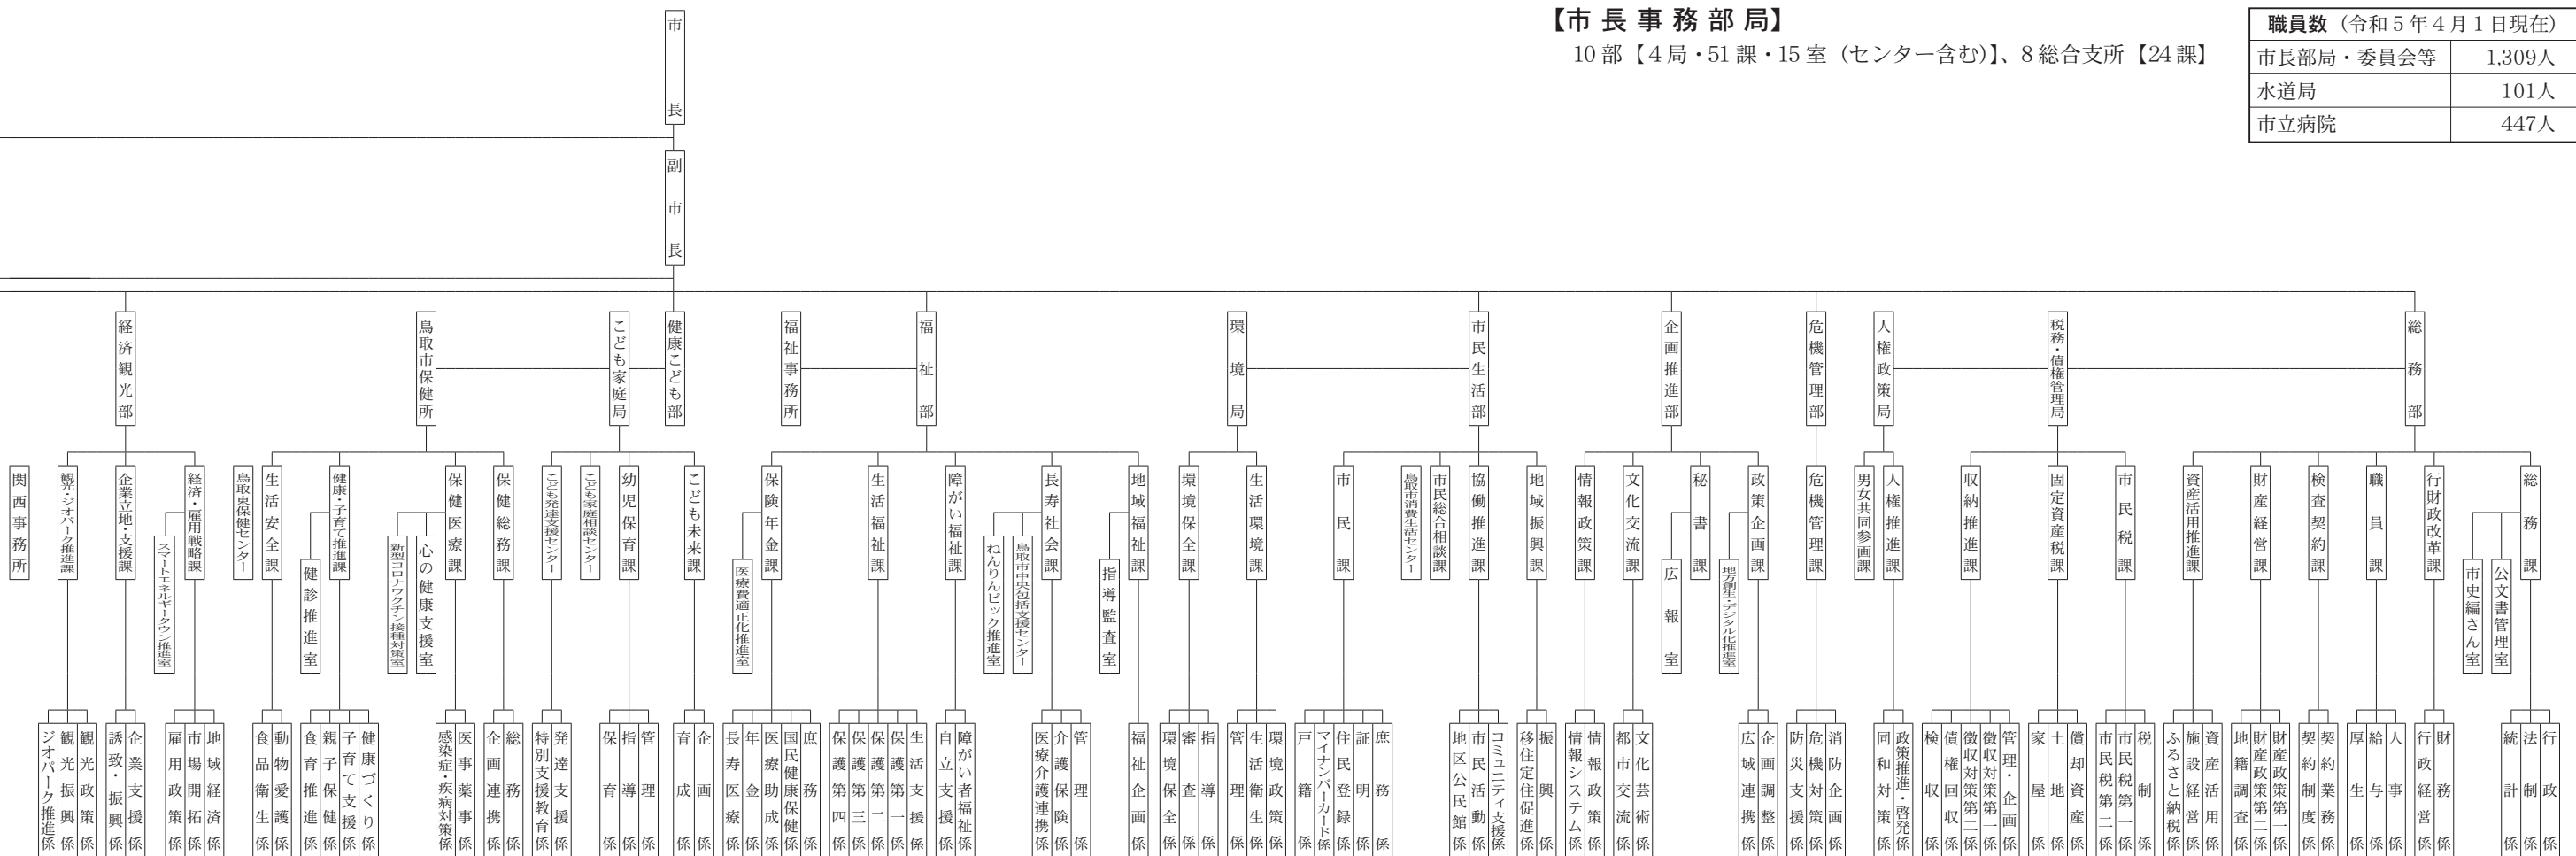 【市長事務部局】
10部【4局・51課・15室（センター含む）】、8総合支所【24課】
職員数（令和5年4月1日現在）
市長部局・委員会等 1,309人
水道局 101人
市立病院 447人
市長
副市長
総務部
税務・債権管理局
人権政策局
危機管理部
企画推進部
市民生活部
環境局
福祉部
福祉事務所
健康こども部
こども家庭局
鳥取市保健所
経済観光部
総務課
行財政改革課
職員課
検査契約課
財産経営課
資産活用推進課
市民税課
固定資産税課
収納推進課
人権推進課
男女共同参画課
危機管理課
政策企画課
秘書課
文化交流課
情報政策課
地域振興課
協働推進課
市民総合相談課
鳥取市消費生活センター
市民課
生活環境課
環境保全課
地域福祉課
長寿社会課
障がい福祉課
生活福祉課
保険年金課
こども未来課
幼児保育課
こども家庭相談センター
こども発達支援センター
保健総務課
保健医療課
健康・子育て推進課
生活安全課
鳥取東保健センター
経済・雇用戦略課
企業立地・支援課
観光・ジオパーク推進課
関西事務所
公文書管理室
市史編さん室
地方創生・デジタル化推進室
広報室
指導監査室
鳥取市中央包括支援センター
ねんりんピック推進室
医療費適正化推進室
心の健康支援室
新型コロナワクチン接種対策室
健診推進室
スマートエネルギータウン推進室
行政係
法制係
統計係
財務係
行政経営係
人事係
給与係
厚生係
契約業務係
契約制度係
財産政策第一係
財産政策第二係
地籍調査係
資産活用係
施設経営係
ふるさと納税係
税制係
市民税第一係
市民税第二係
償却資産係
土地係
家屋係
管理・企画係
徴収対策第一係
徴収対策第二係
債権回収係
検収係
政策推進・啓発係
同和対策係
消防企画係
危機対策係
防災支援係
企画調整係
広域連携係
文化芸術係
都市交流係
情報政策係
情報システム係
振興係
移住定住促進係
コミュニティ支援係
市民活動係
地区公民館係
庶務係
証明係
住民登録係
マイナンバーカード係
戸籍係
環境政策係
生活衛生係
管理係
指導係
審査係
環境保全係
福祉企画係
管理係
介護保険係
医療介護連携係
障がい者福祉係
自立支援係
生活支援係
保護第一係
保護第二係
保護第三係
保護第四係
庶務係
国民健康保険係
医療助成係
年金係
長寿医療係
企画係
育成係
管理係
指導係
保育係
発達支援係
特別支援教育係
総務係
企画連携係
医事薬事係
感染症・疾病対策係
健康づくり係
子育て支援係
親子保健係
食育推進係
動物愛護係
食品衛生係
地域経済係
市場開拓係
雇用政策係
企業支援係
誘致・振興係
観光政策係
観光振興係
ジオパーク推進係